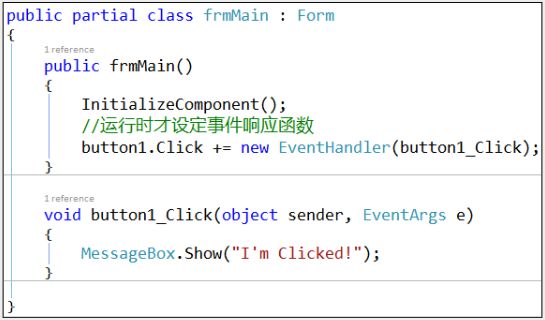 public partial class frmMain : Form
{
1 reference
public frmMain()
{
InitializeComponent();
//运行时才设定事件响应函数
button1.Click += new EventHandler(button1_Click);
}
1 reference
void button1_Click(object sender, EventArgs e)
{
MessageBox.Show("I'm Clicked!");
}
}